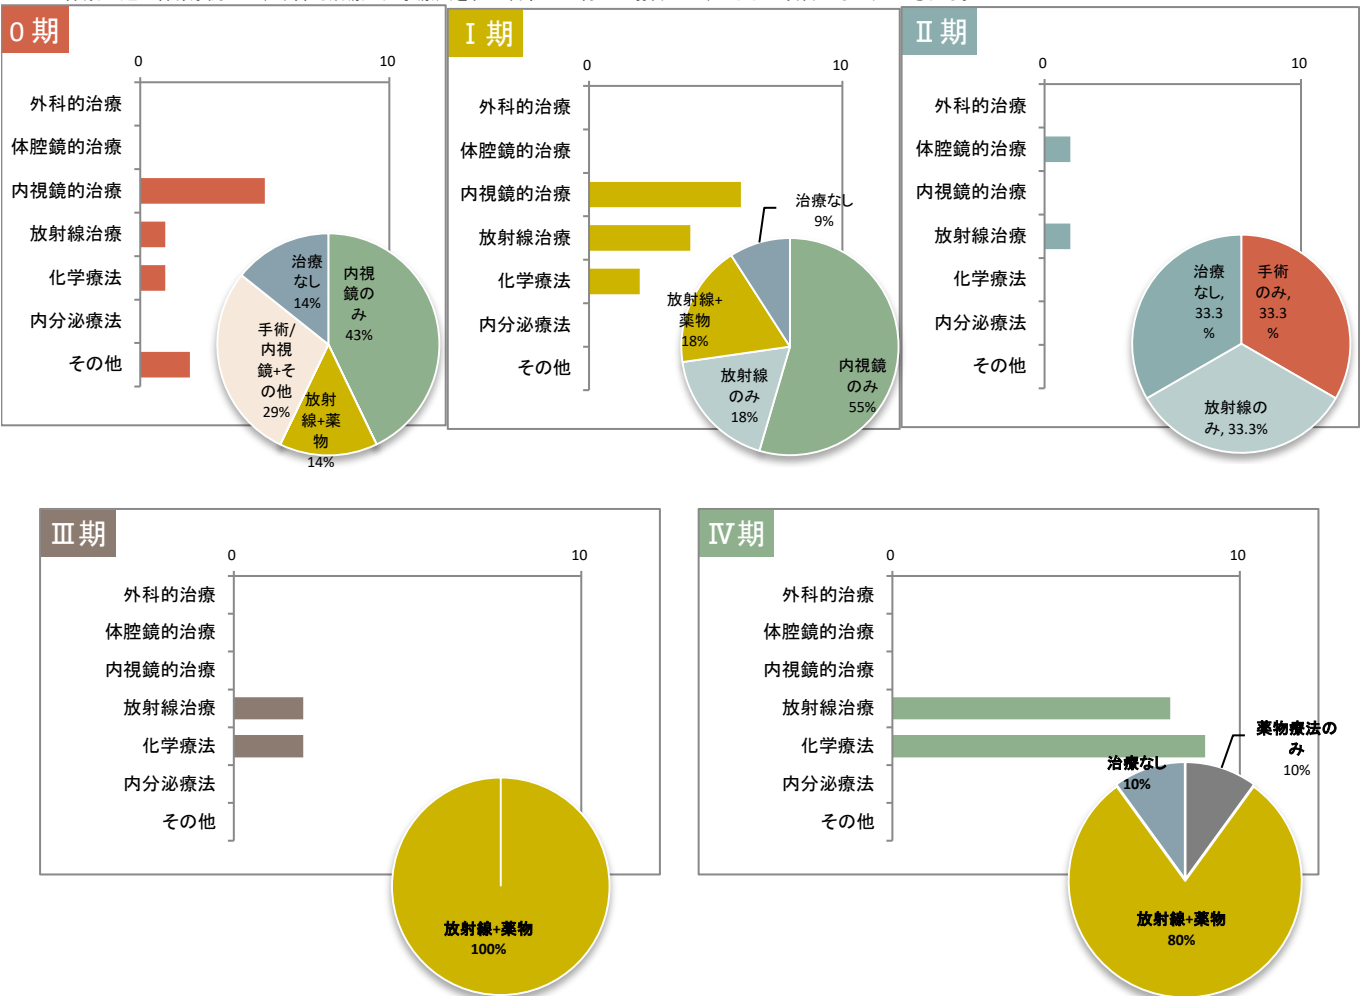 0期
0
10
外科的治療
体腔鏡的治療
内視鏡的治療
放射線治療
化学療法
内分泌療法
その他
治療
なし
14%
内視
鏡のみ
43%
手術/
内視
鏡+そ
の他
29%
放射
線+薬
物
14%
Ⅰ期
0
10
外科的治療
体腔鏡的治療
内視鏡的治療
放射線治療
化学療法
内分泌療法
その他
治療なし
9%
放射線+
薬物
18%
放射線
のみ
18%
内視鏡
のみ
55%
Ⅱ期
0
10
外科的治療
体腔鏡的治療
内視鏡的治療
放射線治療
化学療法
内分泌療法
その他
治療
なし,
33.3
%
手術
のみ,
33.3
%
放射線の
み, 33.3%
Ⅲ期
0
10
外科的治療
体腔鏡的治療
内視鏡的治療
放射線治療
化学療法
内分泌療法
その他
放射線+薬物
100%
Ⅳ期
0
10
外科的治療
体腔鏡的治療
内視鏡的治療
放射線治療
化学療法
内分泌療法
その他
治療なし
10%
薬物療法の
み
10%
放射線+薬物
80%